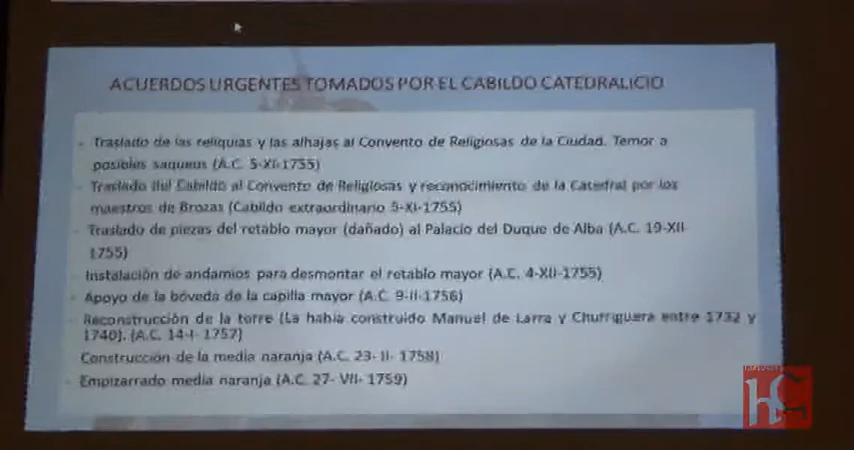 ACUERDOS URGENTES TOMADOS POR EL CABILDO CATEDRALICIO
- Traslado de las reliquias y las alhajas al Convento de Religiosas de la Ciudad. Temor a
posibles saqueos (A.C. 5-XI-1755)
- Traslado del Cabildo al Convento de Religiosas y reconocimiento de la Catedral por los
maestros de Brozas (Cabildo extraordinario 5-XI-1755)
- Traslado de piezas del retablo mayor (dañado) al Palacio del Duque de Alba (A.C. 19-XII-
1755)
- Instalación de andamios para desmontar el retablo mayor (A.C. 4-XII-1755)
- Apoyo de la bóveda de la capilla mayor (A.C. 9-II-1756)
- Reconstrucción de la torre (La había construido Manuel de Larra y Churriguera entre 1732 y
1740). (A.C. 14-I- 1757)
Construcción de la media naranja (A.C. 23- II- 1758)
- Empizarrado media naranja (A.C. 27- VII- 1759)